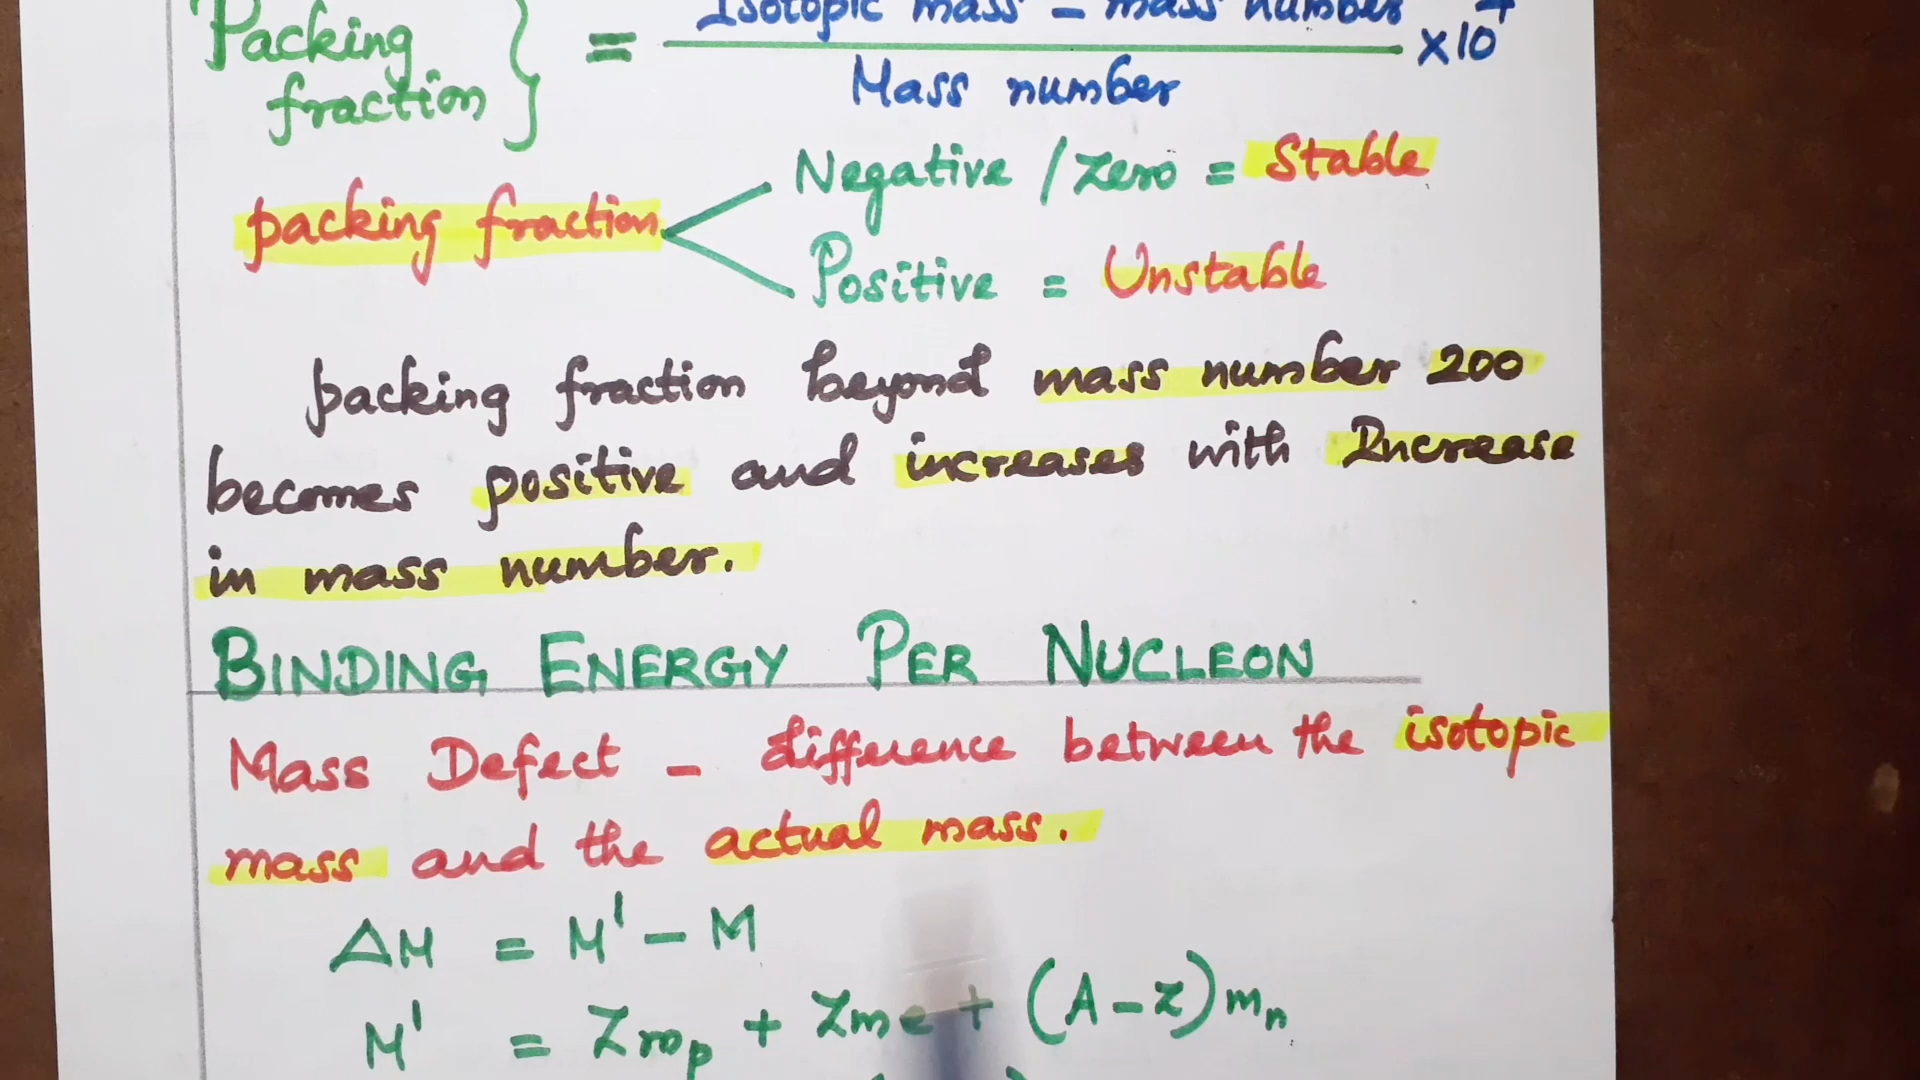 Packing fraction } = Isotopic mass - mass number / Mass number ×10⁴
packing fraction
Negative / Zero = Stable
Positive = Unstable
packing fraction beyond mass number 200
becomes positive and increases with Increase
in mass number.
BINDING ENERGY PER NUCLEON
Mass Defect - difference between the isotopic
mass and the actual mass.
ΔM = M' - M
M' = Zmp + Zme + (A-Z)mn